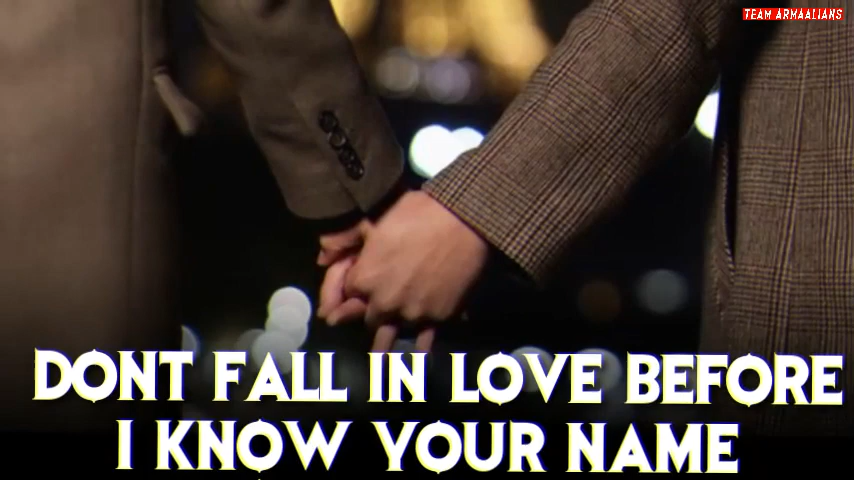 TEAM ARMAALIANS
DONT FALL IN LOVE BEFORE
I KNOW YOUR NAME